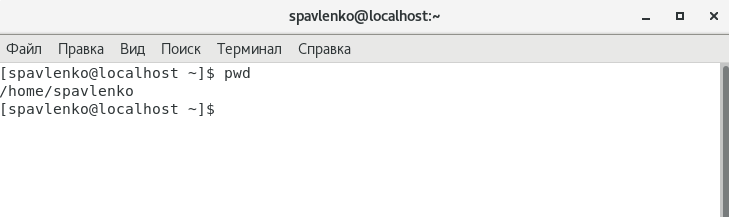 spavlenko@localhost:~
Файл Правка Вид Поиск Терминал Справка
[spavlenko@localhost ~]$ pwd
/home/spavlenko
[spavlenko@localhost ~]$